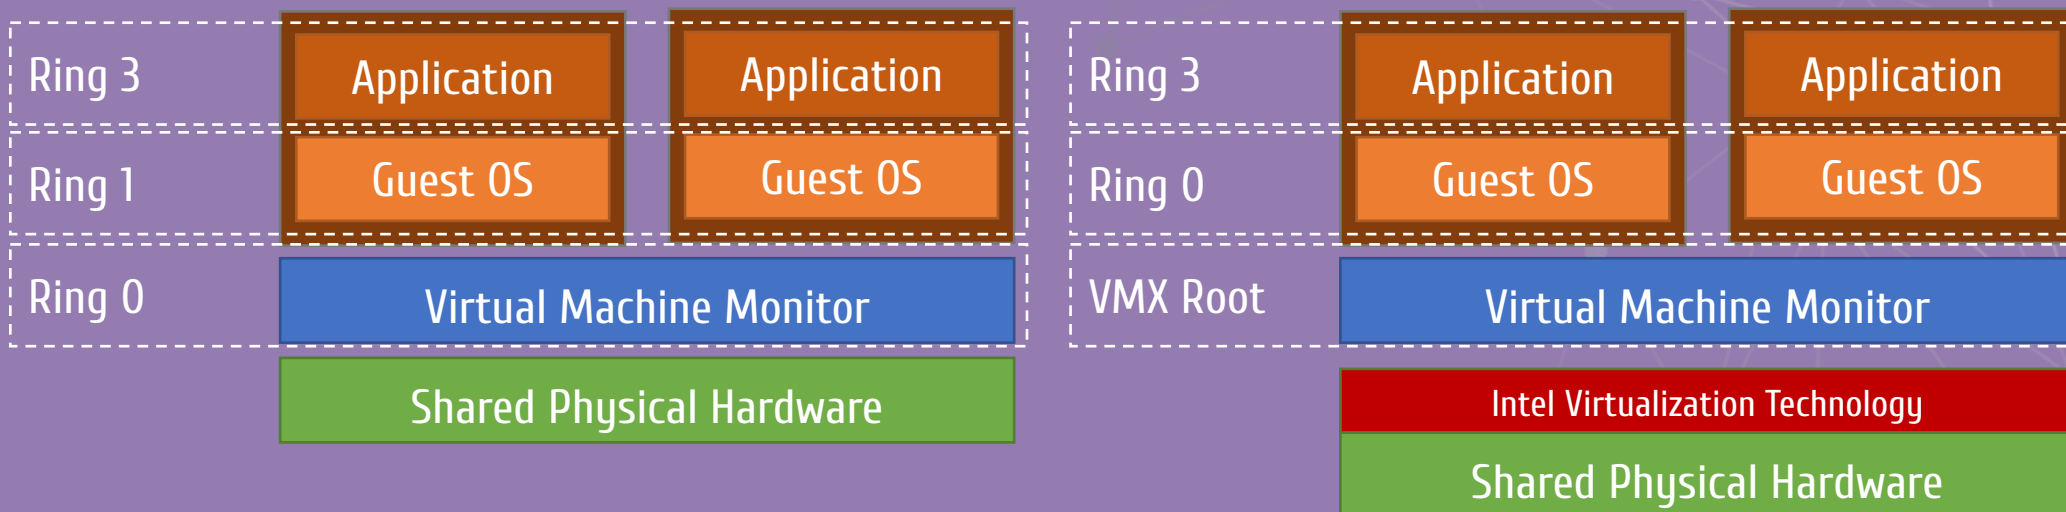 Ring 3
Application
Application
Ring 1
Guest OS
Guest OS
Ring 0
Virtual Machine Monitor
Shared Physical Hardware
Ring 3
Application
Application
Ring 0
Guest OS
Guest OS
VMX Root
Virtual Machine Monitor
Intel Virtualization Technology
Shared Physical Hardware